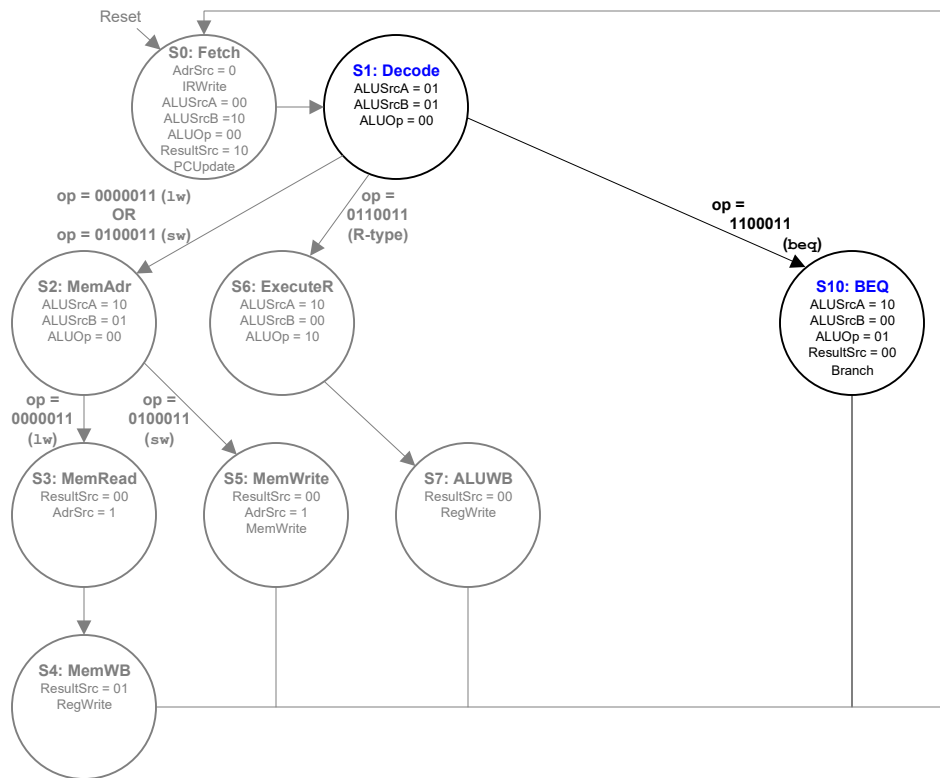 Reset
S0: Fetch
AdrSrc = 0
IRWrite
ALUSrcA = 00
ALUSrcB =10
ALUOp = 00
ResultSrc = 10
PCUpdate
S1: Decode
ALUSrcA = 01
ALUSrcB = 01
ALUOp = 00
op = 0000011 (lw)
OR
op = 0100011 (sw)
op =
0110011
(R-type)
op =
1100011
(beq)
S2: MemAdr
ALUSrcA = 10
ALUSrcB = 01
ALUOp = 00
S6: ExecuteR
ALUSrcA = 10
ALUSrcB = 00
ALUOp = 10
S10: BEQ
ALUSrcA = 10
ALUSrcB = 00
ALUOp = 01
ResultSrc = 00
Branch
op =
0000011
(lw)
op =
0100011
(sw)
S3: MemRead
ResultSrc = 00
AdrSrc = 1
S5: MemWrite
ResultSrc = 00
AdrSrc = 1
MemWrite
S7: ALUWB
ResultSrc = 00
RegWrite
S4: MemWB
ResultSrc = 01
RegWrite